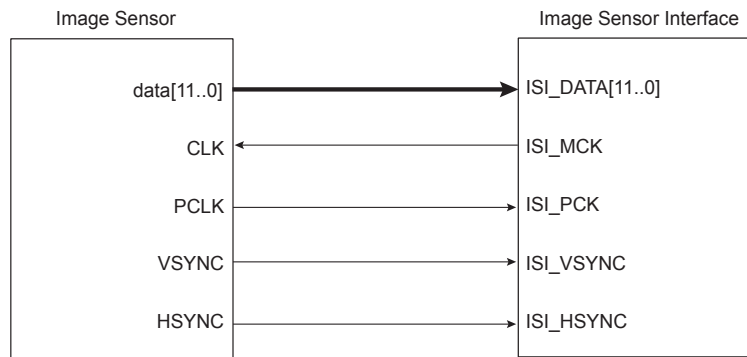 Image Sensor
Image Sensor Interface
data[11..0]
ISI_DATA[11..0]
CLK
ISI_MCK
PCLK
ISI_PCK
VSYNC
ISI_VSYNC
HSYNC
ISI_HSYNC